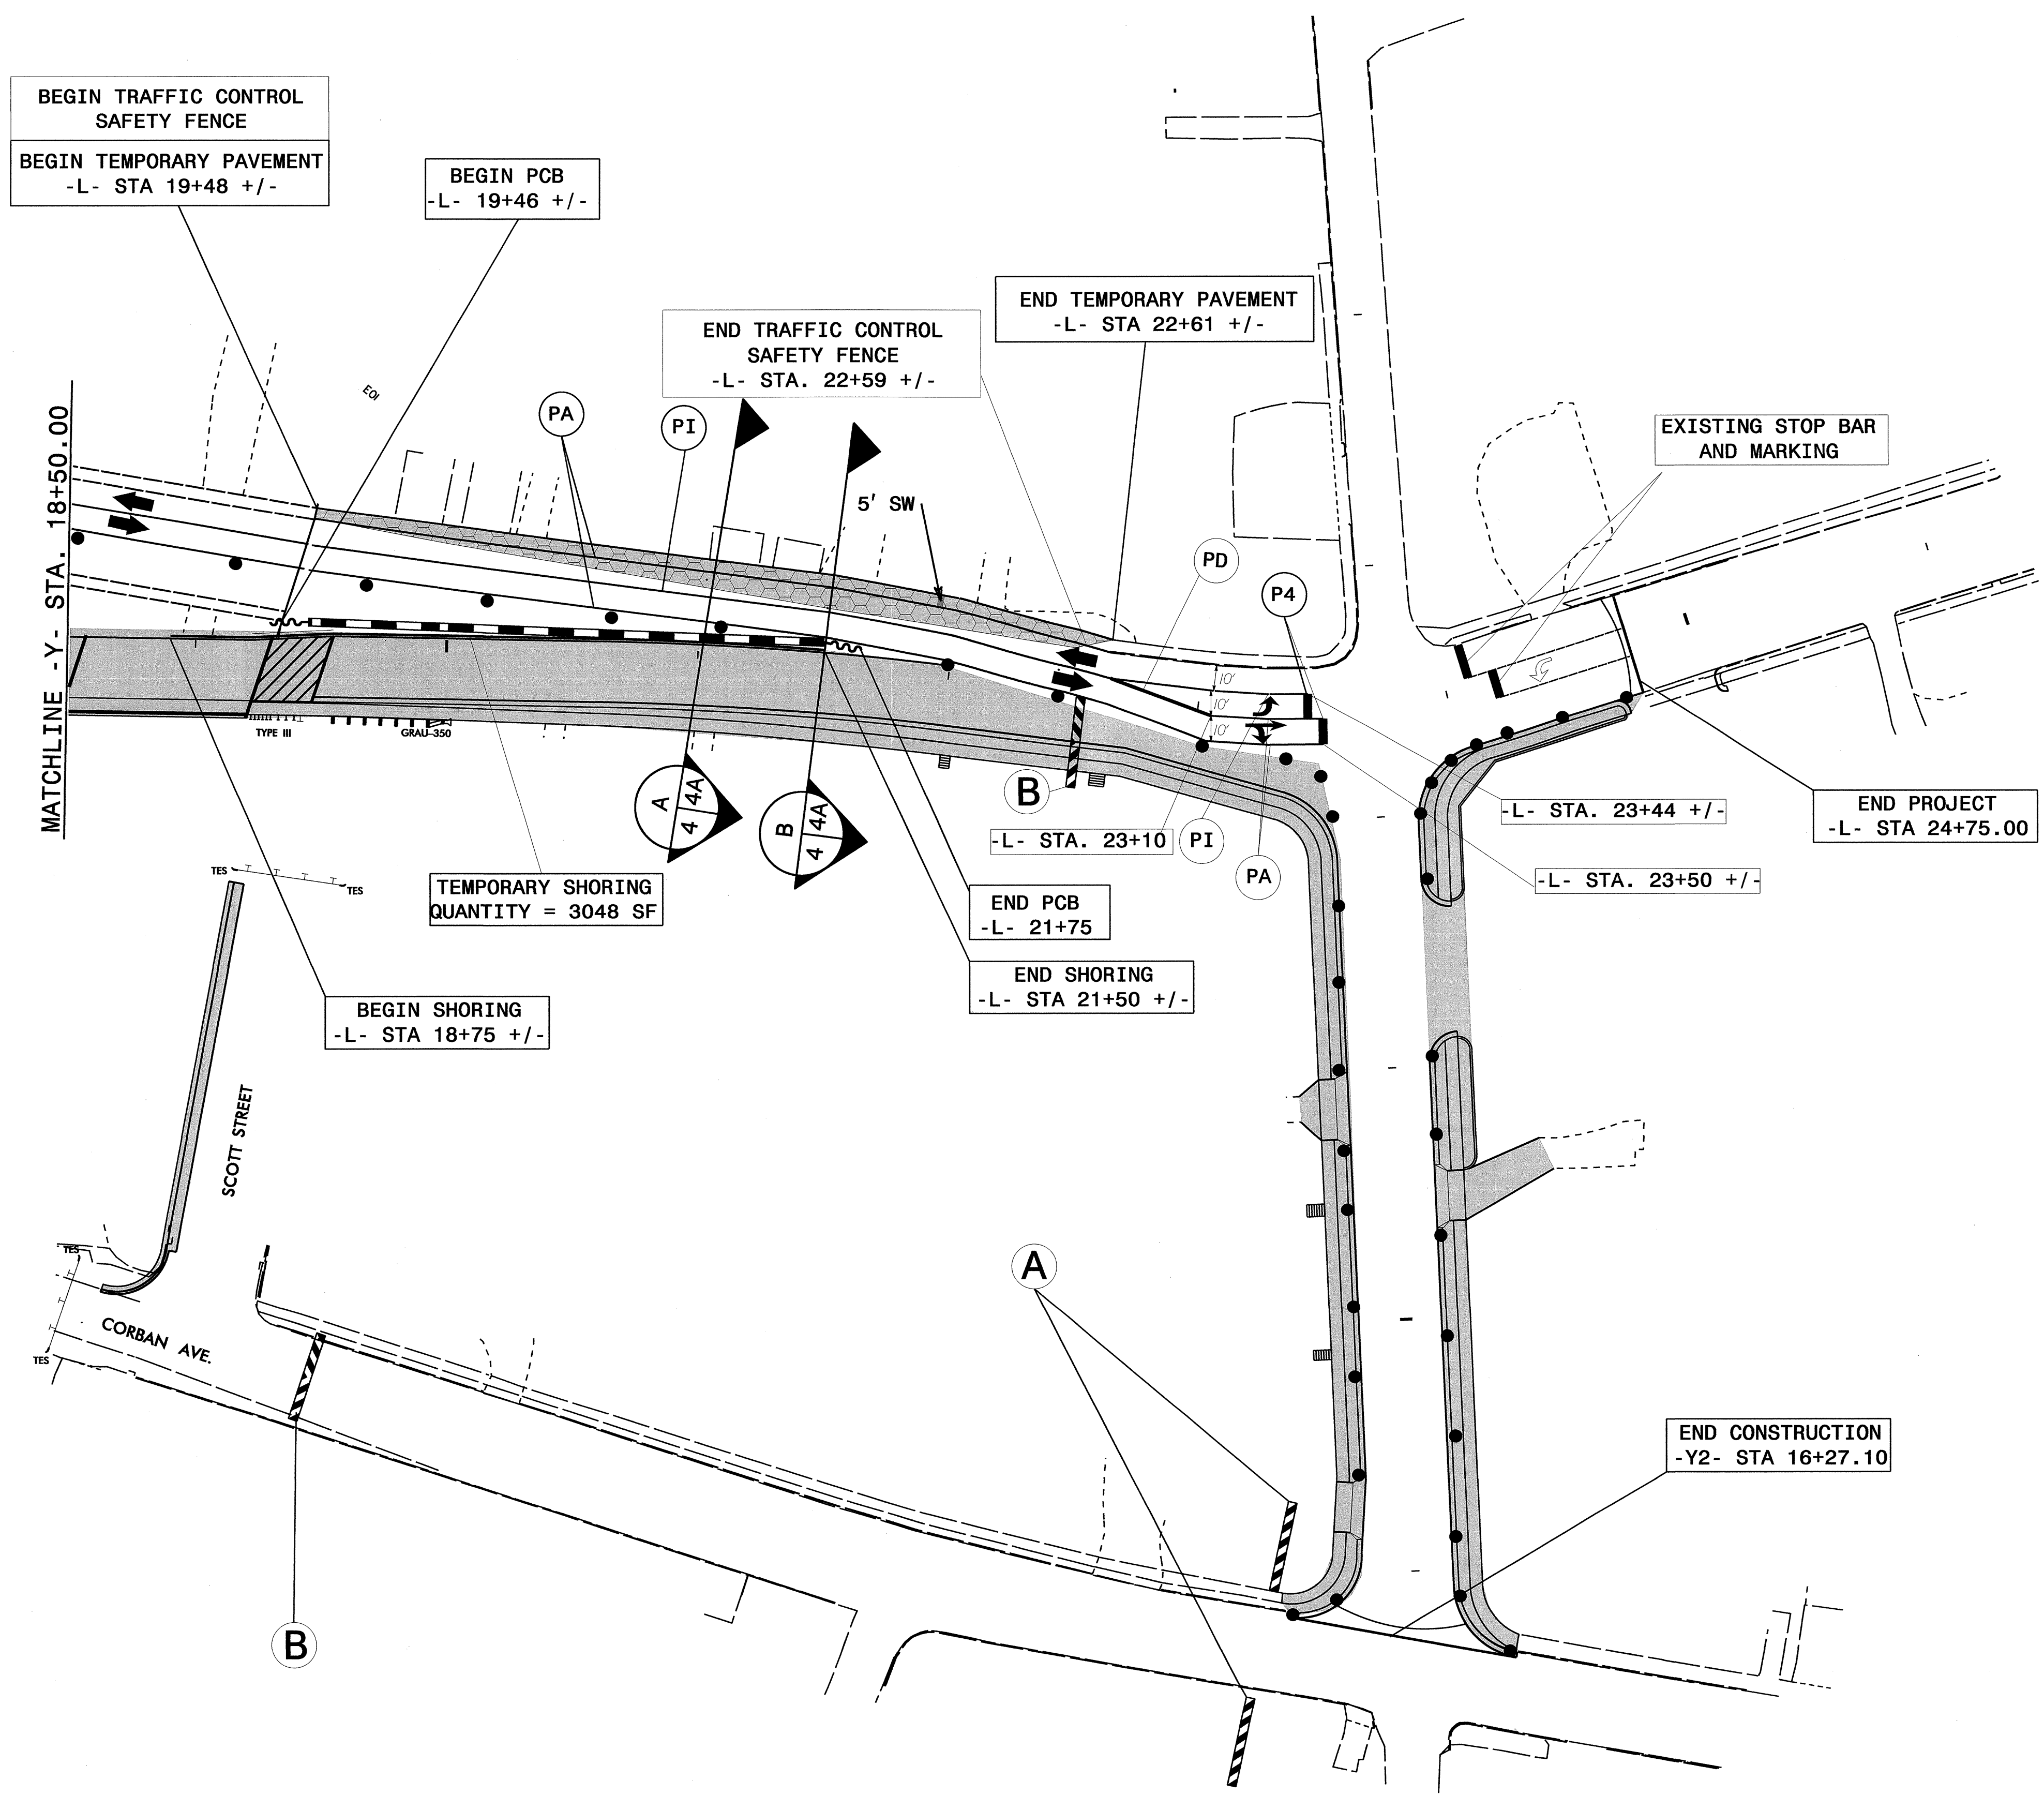 BEGIN TRAFFIC CONTROL
SAFETY FENCE
BEGIN TEMPORARY PAVEMENT
-L- STA 19+48 +/-
BEGIN PCB
-L- 19+46 +/-
END TRAFFIC CONTROL
SAFETY FENCE
-L- STA. 22+59 +/-
END TEMPORARY PAVEMENT
-L- STA 22+61 +/-
EXISTING STOP BAR
AND MARKING
MATCHLINE -Y- STA. 18+50.00
EOI
PA
PI
5' SW
PD
P4
10'
10'
10'
TYPE III
GRAU-350
A
4A
4
B
4A
4
B
-L- STA. 23+10
PI
PA
-L- STA. 23+44 +/-
END PROJECT
-L- STA 24+75.00
-L- STA. 23+50 +/-
TES
TES
TEMPORARY SHORING
QUANTITY = 3048 SF
END PCB
-L- 21+75
END SHORING
-L- STA 21+50 +/-
BEGIN SHORING
-L- STA 18+75 +/-
SCOTT STREET
TES
CORBAN AVE.
TES
A
END CONSTRUCTION
-Y2- STA 16+27.10
B